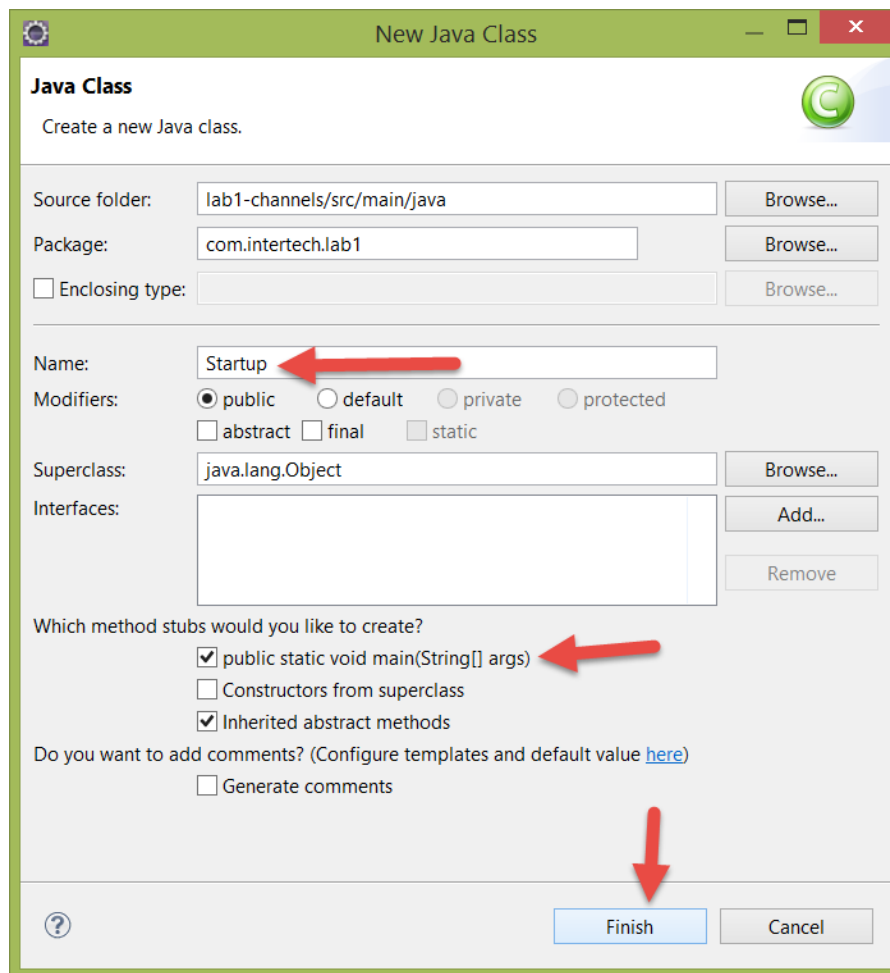 New Java Class
Java Class
Create a new Java class.
Source folder: lab1-channels/src/main/java Browse...
Package: com.intertech.lab1 Browse...
Enclosing type: Browse...
Name: Startup
Modifiers: public default private protected
abstract final static
Superclass: java.lang.Object Browse...
Interfaces: Add...
Remove
Which method stubs would you like to create?
public static void main(String[] args)
Constructors from superclass
Inherited abstract methods
Do you want to add comments? (Configure templates and default value here)
Generate comments
? Finish Cancel